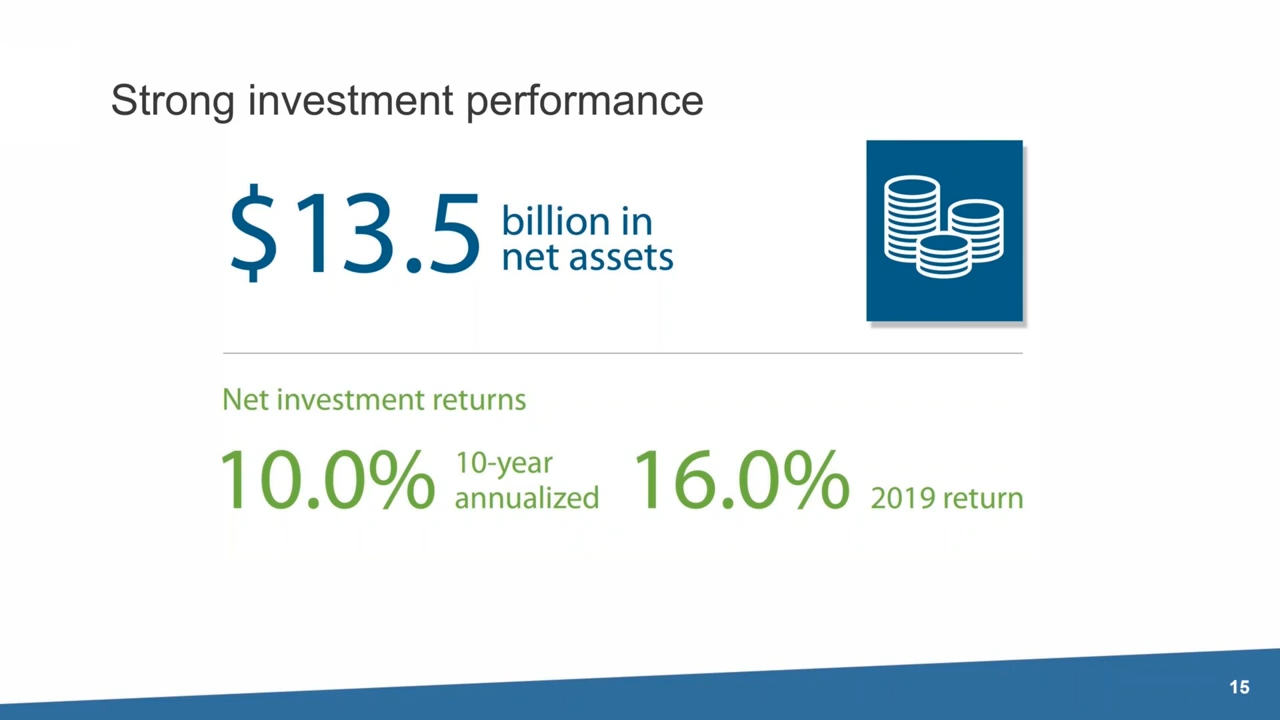 Strong investment performance
$13.5 billion in
net assets
Net investment returns
10.0% 10-year
annualized
16.0% 2019 return
15